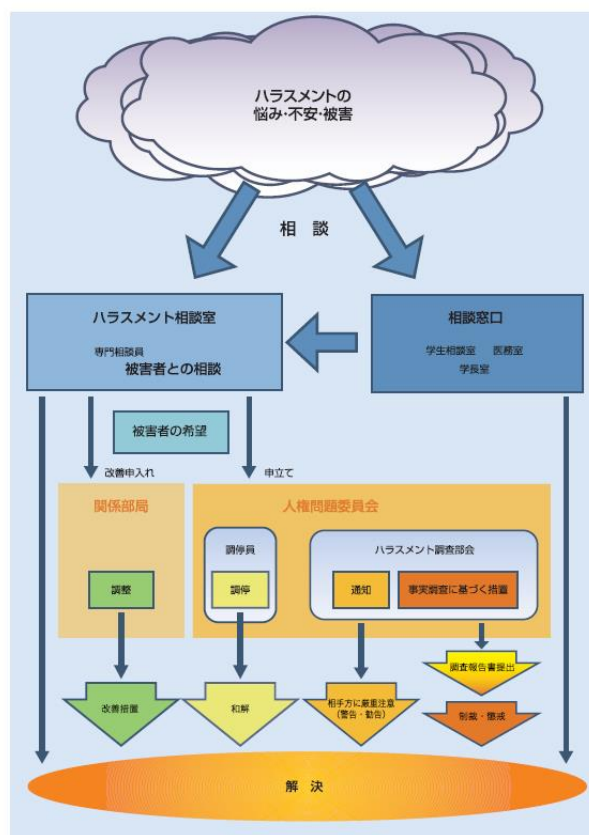 ハラスメントの
悩み・不安・被害
相 談
ハラスメント相談室
専門相談員
被害者との相談
相談窓口
学生相談室 医務室
学長室
被害者の希望
改善申入れ
申立て
関係部局
人権問題委員会
調停員
ハラスメント調査部会
調整
調停
通知
事実調査に基づく措置
調査報告書提出
改善措置
和解
相手方に厳重注意
(警告・勧告)
制裁・懲戒
解 決